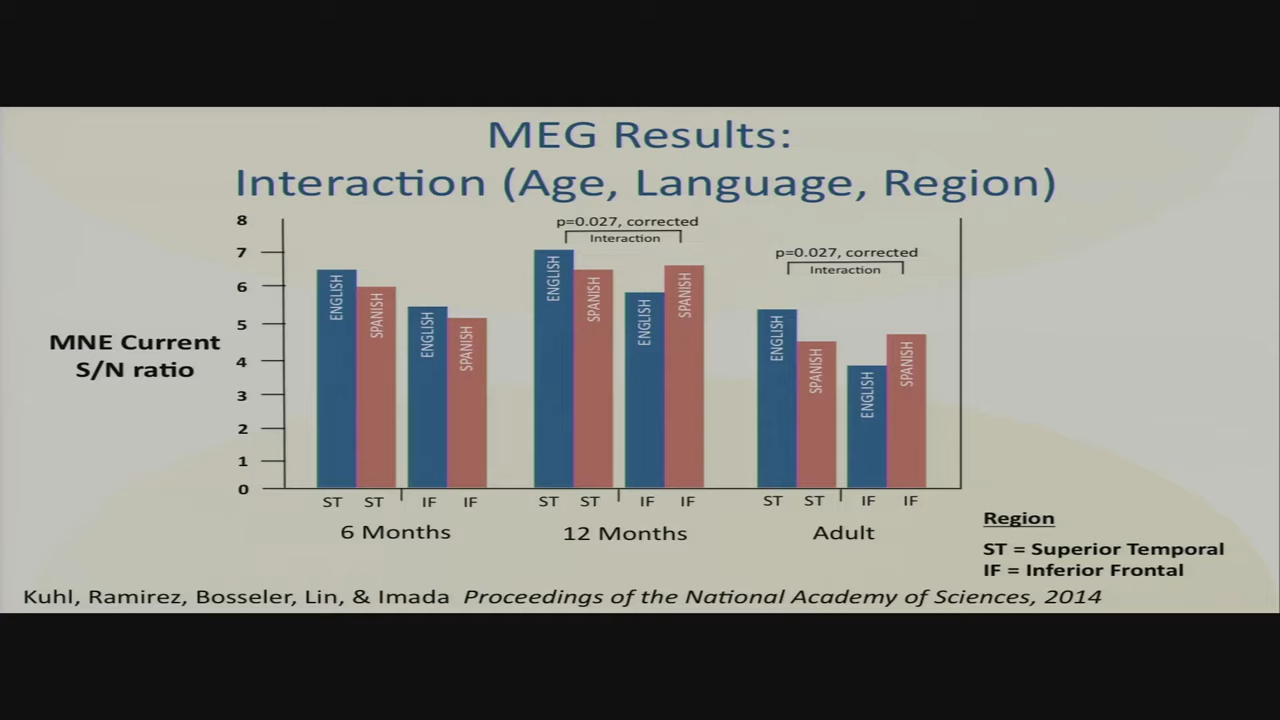 MEG Results:
Interaction (Age, Language, Region)
8
7
6
5
4
3
2
1
0
MNE Current
S/N ratio
p=0.027, corrected
Interaction
p=0.027, corrected
Interaction
ENGLISH
SPANISH
ENGLISH
SPANISH
ENGLISH
SPANISH
ENGLISH
SPANISH
ENGLISH
SPANISH
ENGLISH
SPANISH
ST ST IF IF
ST ST IF IF
ST ST IF IF
6 Months
12 Months
Adult
Region
ST = Superior Temporal
IF = Inferior Frontal
Kuhl, Ramirez, Bosseler, Lin, & Imada Proceedings of the National Academy of Sciences, 2014